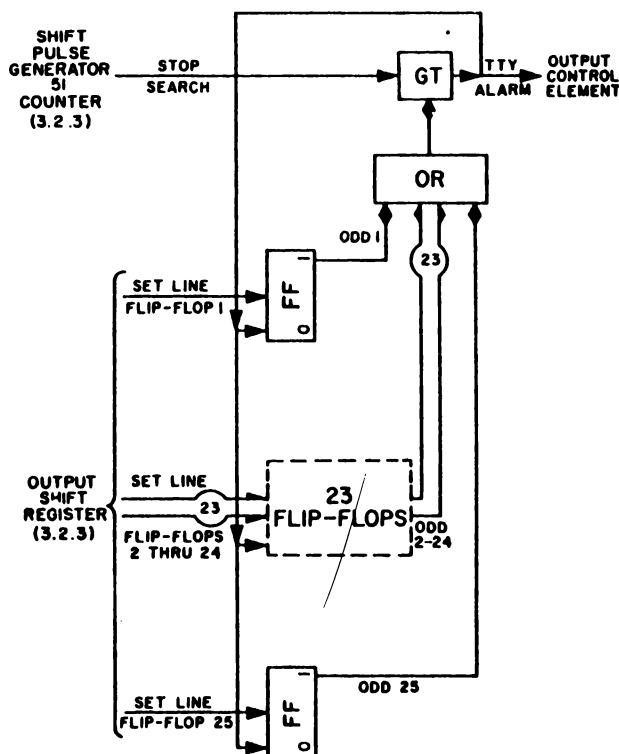 SHIFT
PULSE
GENERATOR
51
COUNTER
(3.2.3)
STOP
SEARCH
GT
TTY
ALARM
OUTPUT
CONTROL
ELEMENT
OR
ODD 1
23
SET LINE
FLIP-FLOP 1
FF
1
0
OUTPUT
SHIFT
REGISTER
(3.2.3)
SET LINE
23
FLIP-FLOPS
2 THRU 24
23
FLIP-FLOPS
ODD
2-24
SET LINE
FLIP-FLOP 25
FF
1
0
ODD 25